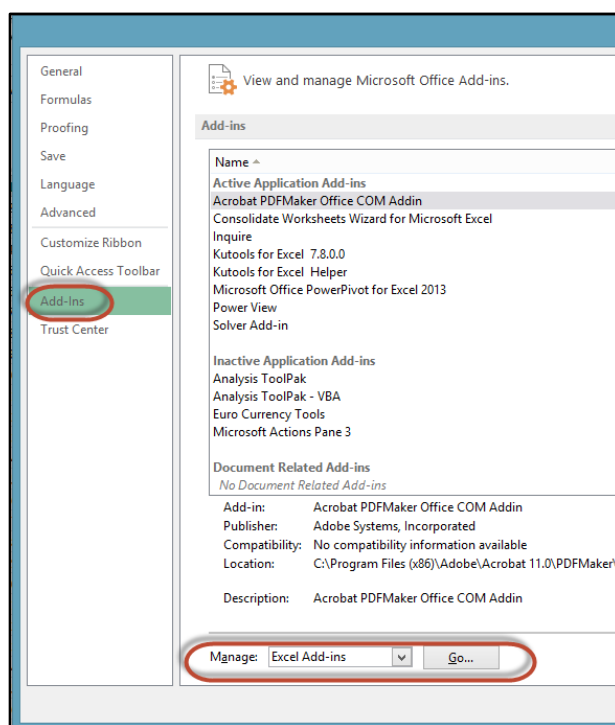 General
Formulas
Proofing
Save
Language
Advanced
Customize Ribbon
Quick Access Toolbar
Add-Ins
Trust Center
View and manage Microsoft Office Add-ins.
Add-ins
Name
Active Application Add-ins
Acrobat PDFMaker Office COM Addin
Consolidate Worksheets Wizard for Microsoft Excel
Inquire
Kutools for Excel 7.8.0.0
Kutools for Excel Helper
Microsoft Office PowerPivot for Excel 2013
Power View
Solver Add-in
Inactive Application Add-ins
Analysis ToolPak
Analysis ToolPak - VBA
Euro Currency Tools
Microsoft Actions Pane 3
Document Related Add-ins
No Document Related Add-ins
Add-in: Acrobat PDFMaker Office COM Addin
Publisher: Adobe Systems, Incorporated
Compatibility: No compatibility information available
Location: C:\Program Files (x86)\Adobe\Acrobat 11.0\PDFMaker\
Description: Acrobat PDFMaker Office COM Addin
Manage: Excel Add-ins Go...